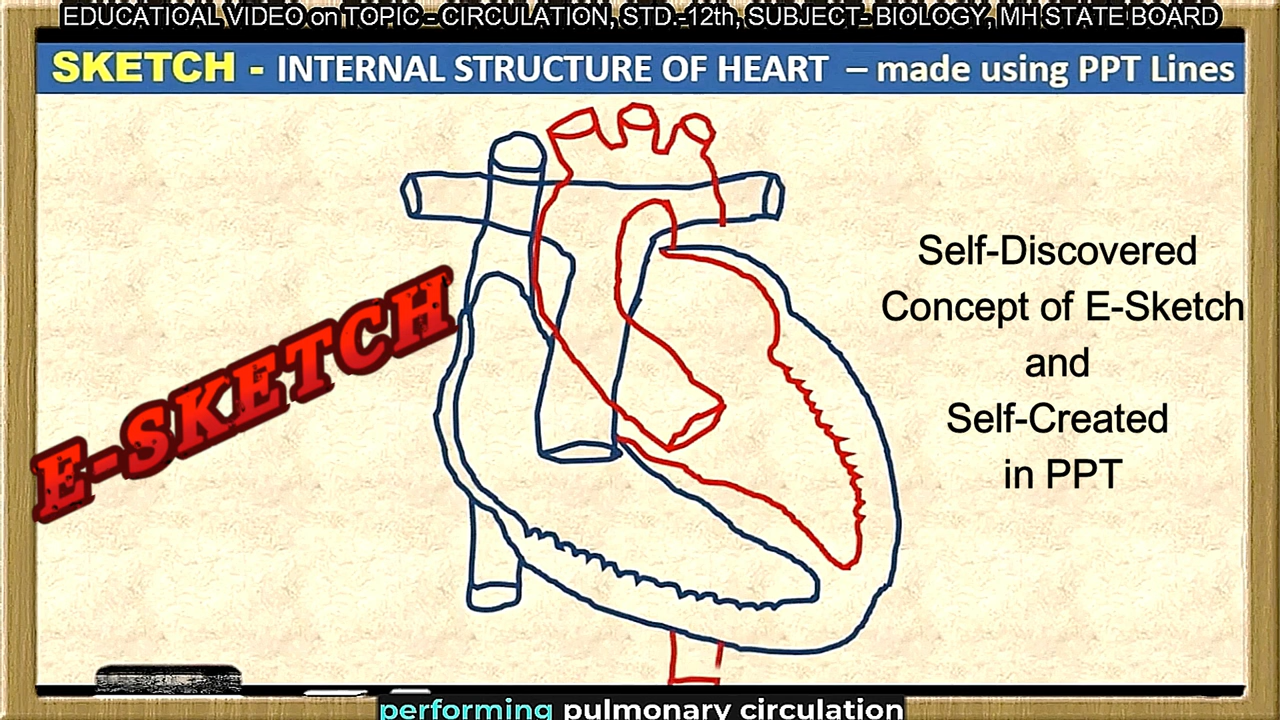 EDUCATIOAL VIDEO on TOPIC - CIRCULATION, STD.-12th, SUBJECT- BIOLOGY, MH STATE BOARD
SKETCH - INTERNAL STRUCTURE OF HEART – made using PPT Lines
Self-Discovered
Concept of E-Sketch
and
Self-Created
in PPT
E-SKETCH
performing pulmonary circulation